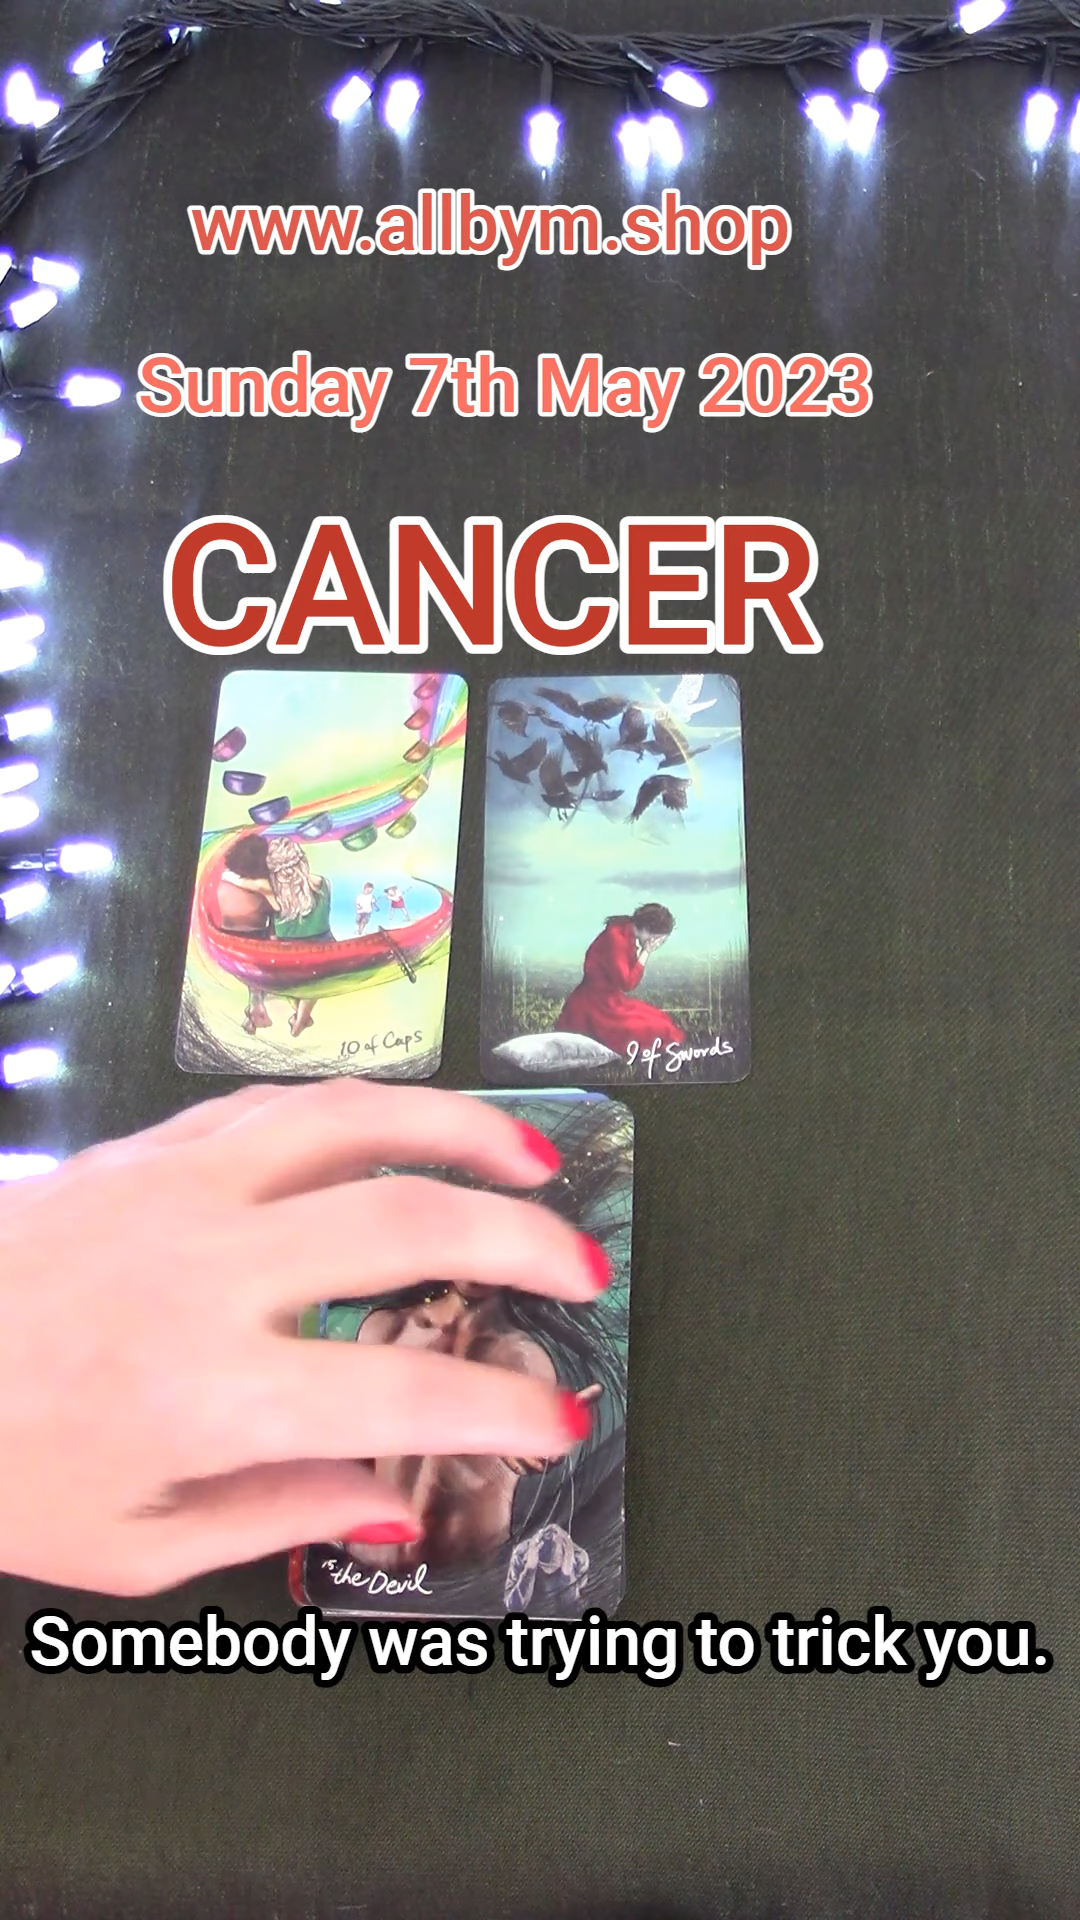 www.allbym.shop
Sunday 7th May 2023
CANCER
10 of Cups
9 of Swords
15 the Devil
Somebody was trying to trick you.